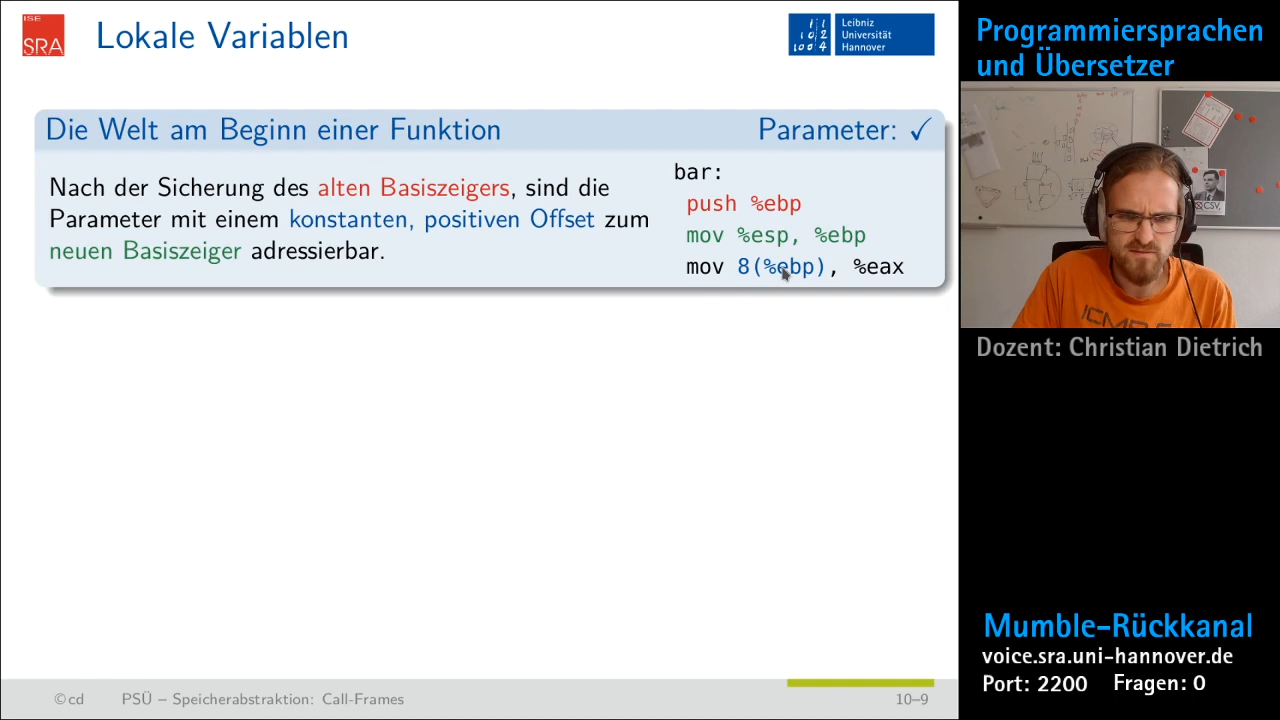 ISE
SRA
Lokale Variablen
Leibniz
Universität
Hannover
Die Welt am Beginn einer Funktion
Parameter: ✓
Nach der Sicherung des alten Basiszeigers, sind die
Parameter mit einem konstanten, positiven Offset zum
neuen Basiszeiger adressierbar.
bar:
push %ebp
mov %esp, %ebp
mov 8(%ebp), %eax
©cd
PSÜ – Speicherabstraktion: Call-Frames
10–9
Programmiersprachen
und Übersetzer
CSV,
Dozent: Christian Dietrich
Mumble-Rückkanal
voice.sra.uni-hannover.de
Port: 2200 Fragen: 0